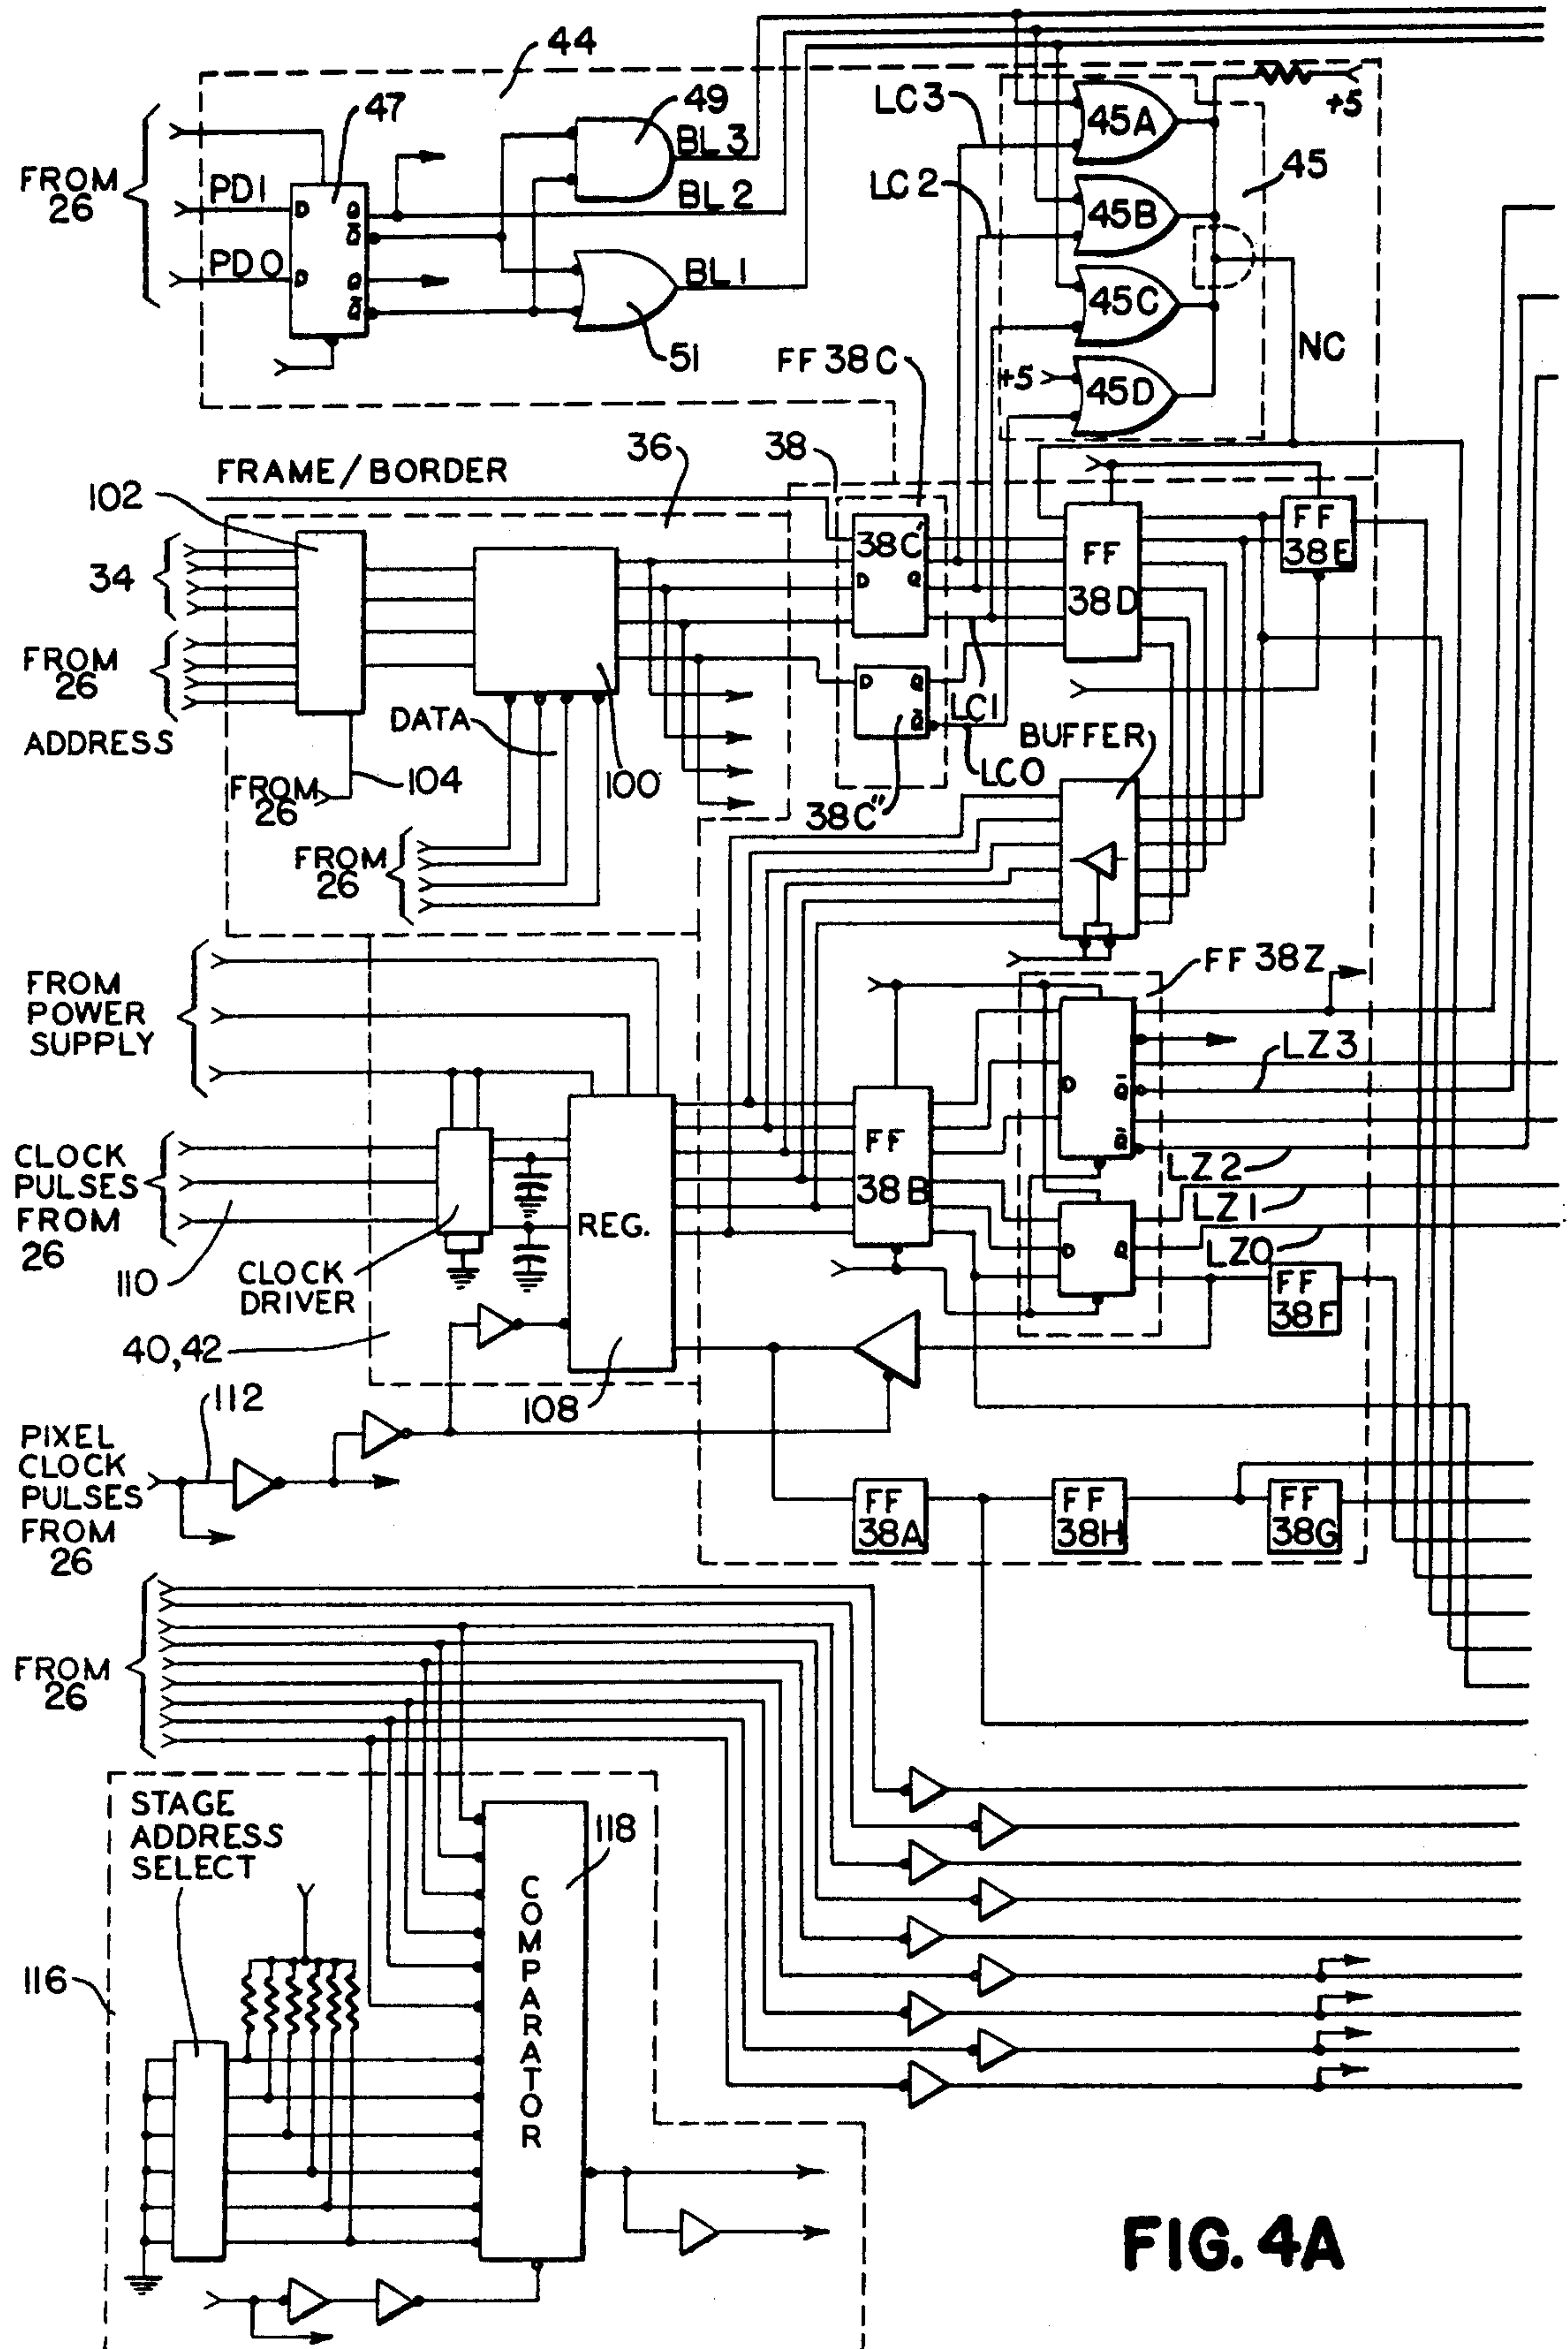 44
47
49
BL3
LC3
45A
+5
FROM
26
PD1
BL2
LC2
45B
45
D
Q
Q̅
PD0
D
Q
Q̅
BL1
45C
51
FF38C
NC
+5
45D
36
38
FRAME/BORDER
102
38C'
FF
38D
FF
38E
34
D
Q
FROM
26
D
Q
Q̅
LC1
ADDRESS
DATA
BUFFER
FROM
26
104
100
LC0
38C"
FROM
26
FROM
POWER
SUPPLY
FF38Z
LZ3
D
Q̅
CLOCK
PULSES
FROM
26
FF
38B
Q̅
LZ2
LZ1
REG.
D
Q
LZ0
110
CLOCK
DRIVER
FF
38F
40,42
112
108
PIXEL
CLOCK
PULSES
FROM
26
FF
38A
FF
38H
FF
38G
FROM
26
STAGE
ADDRESS
SELECT
118
COMPARATOR
116
FIG. 4A